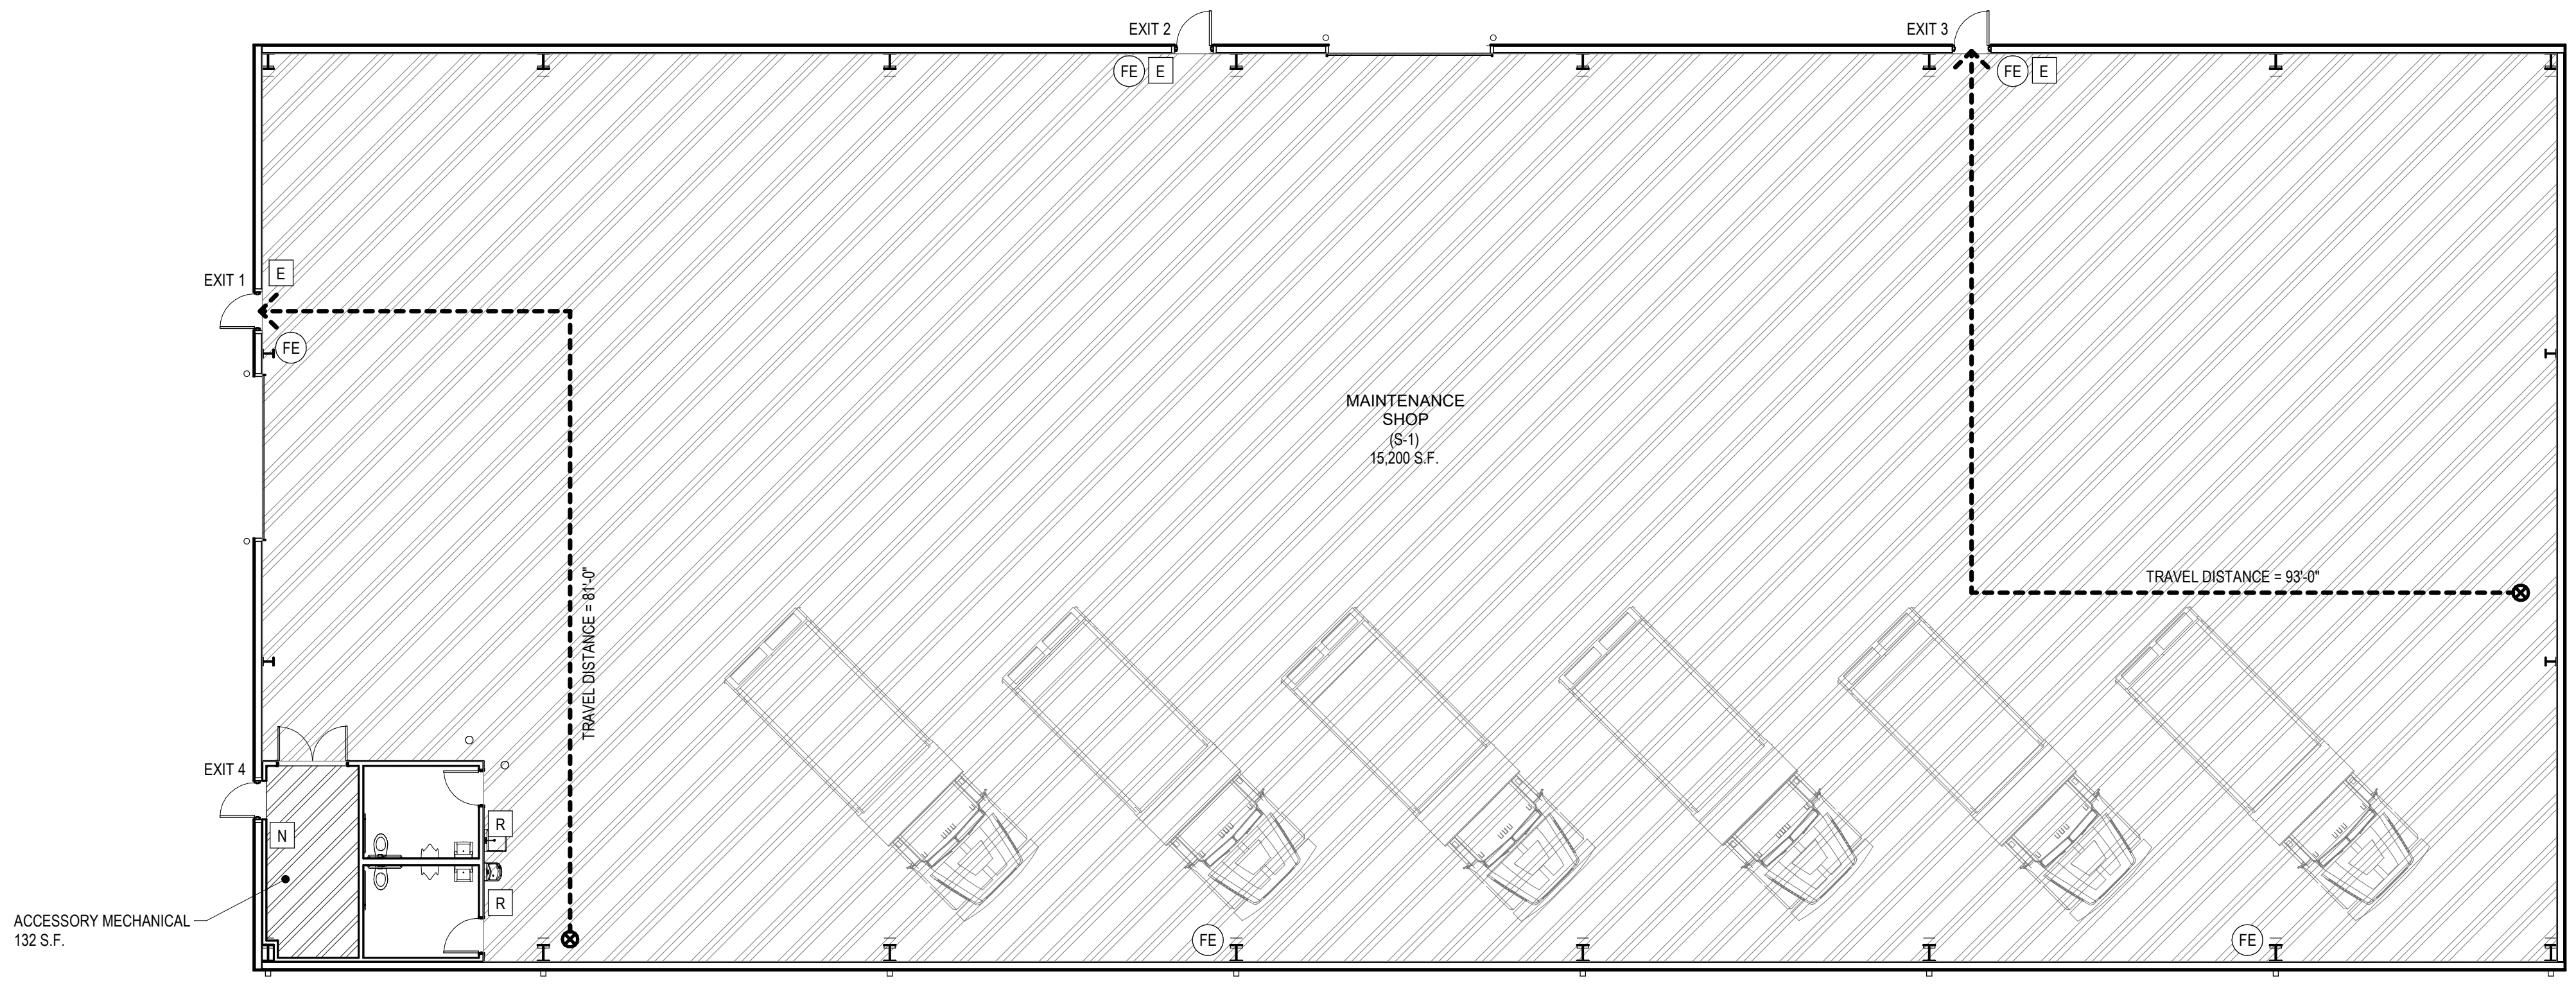 EXIT 2
EXIT 3
FE E
FE E
EXIT 1
E
FE
MAINTENANCE
SHOP
(S-1)
15,200 S.F.
TRAVEL DISTANCE = 81'-0"
TRAVEL DISTANCE = 93'-0"
EXIT 4
N
R
R
ACCESSORY MECHANICAL
132 S.F.
FE
FE